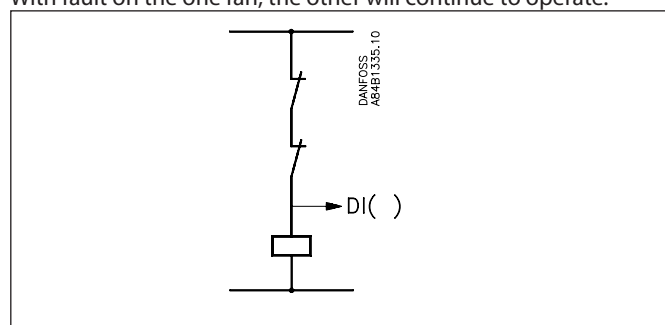 With fault on the one fan, the other will continue to operate.
DANFOSS
A84B1335.10
DI( )